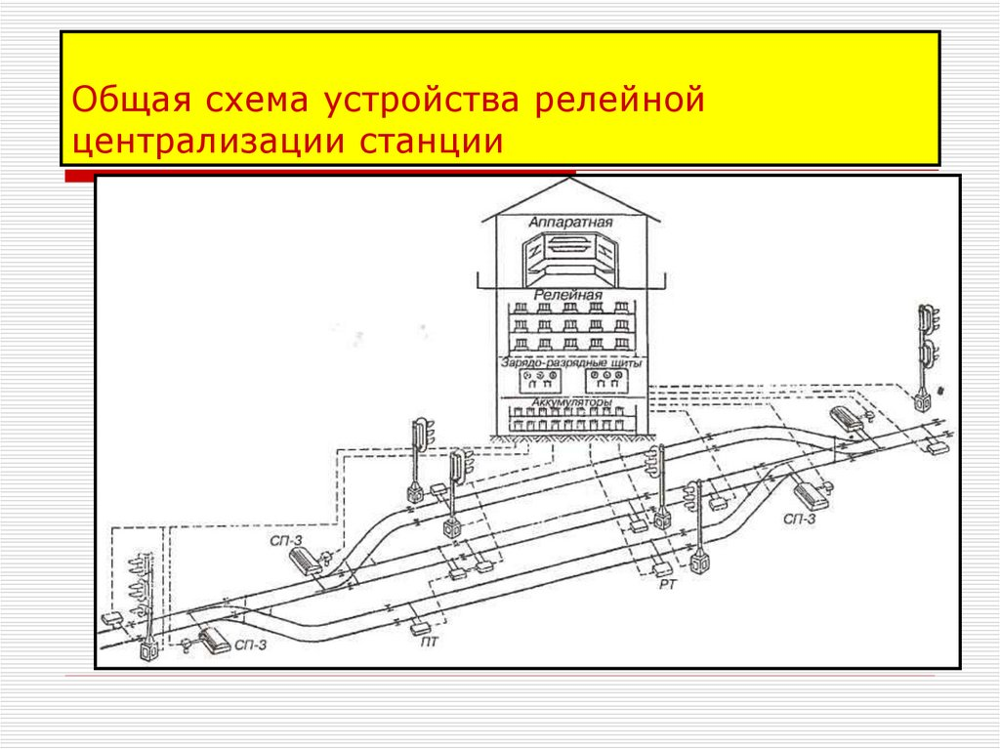 Общая схема устройства релейной
централизации станции
Аппаратная
Релейная
Зарядо-разрядные щиты
Аккумуляторы
СП-3
СП-3
РТ
СП-3
ПТ